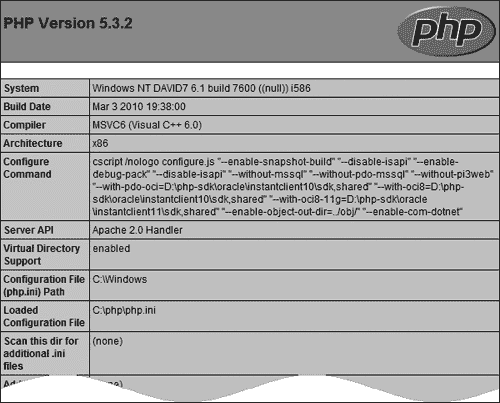 PHP Version 5.3.2
php
System Windows NT DAVID7 6.1 build 7600 ((null)) i586
Build Date Mar 3 2010 19:38:00
Compiler MSVC6 (Visual C++ 6.0)
Architecture x86
Configure Command cscript /nologo configure.js "--enable-snapshot-build" "--disable-isapi" "--enable-
debug-pack" "--disable-isapi" "--without-mssql" "--without-pdo-mssql" "--without-pi3web"
"--with-pdo-oci=D:\php-sdk\oracle\instantclient10\sdk,shared" "--with-oci8=D:\php-
sdk\oracle\instantclient10\sdk,shared" "--with-oci8-11g=D:\php-sdk\oracle
\instantclient11\sdk,shared" "--enable-object-out-dir=../obj/" "--enable-com-dotnet"
Server API Apache 2.0 Handler
Virtual Directory Support enabled
Configuration File (php.ini) Path C:\Windows
Loaded Configuration File C:\php\php.ini
Scan this dir for additional .ini files (none)